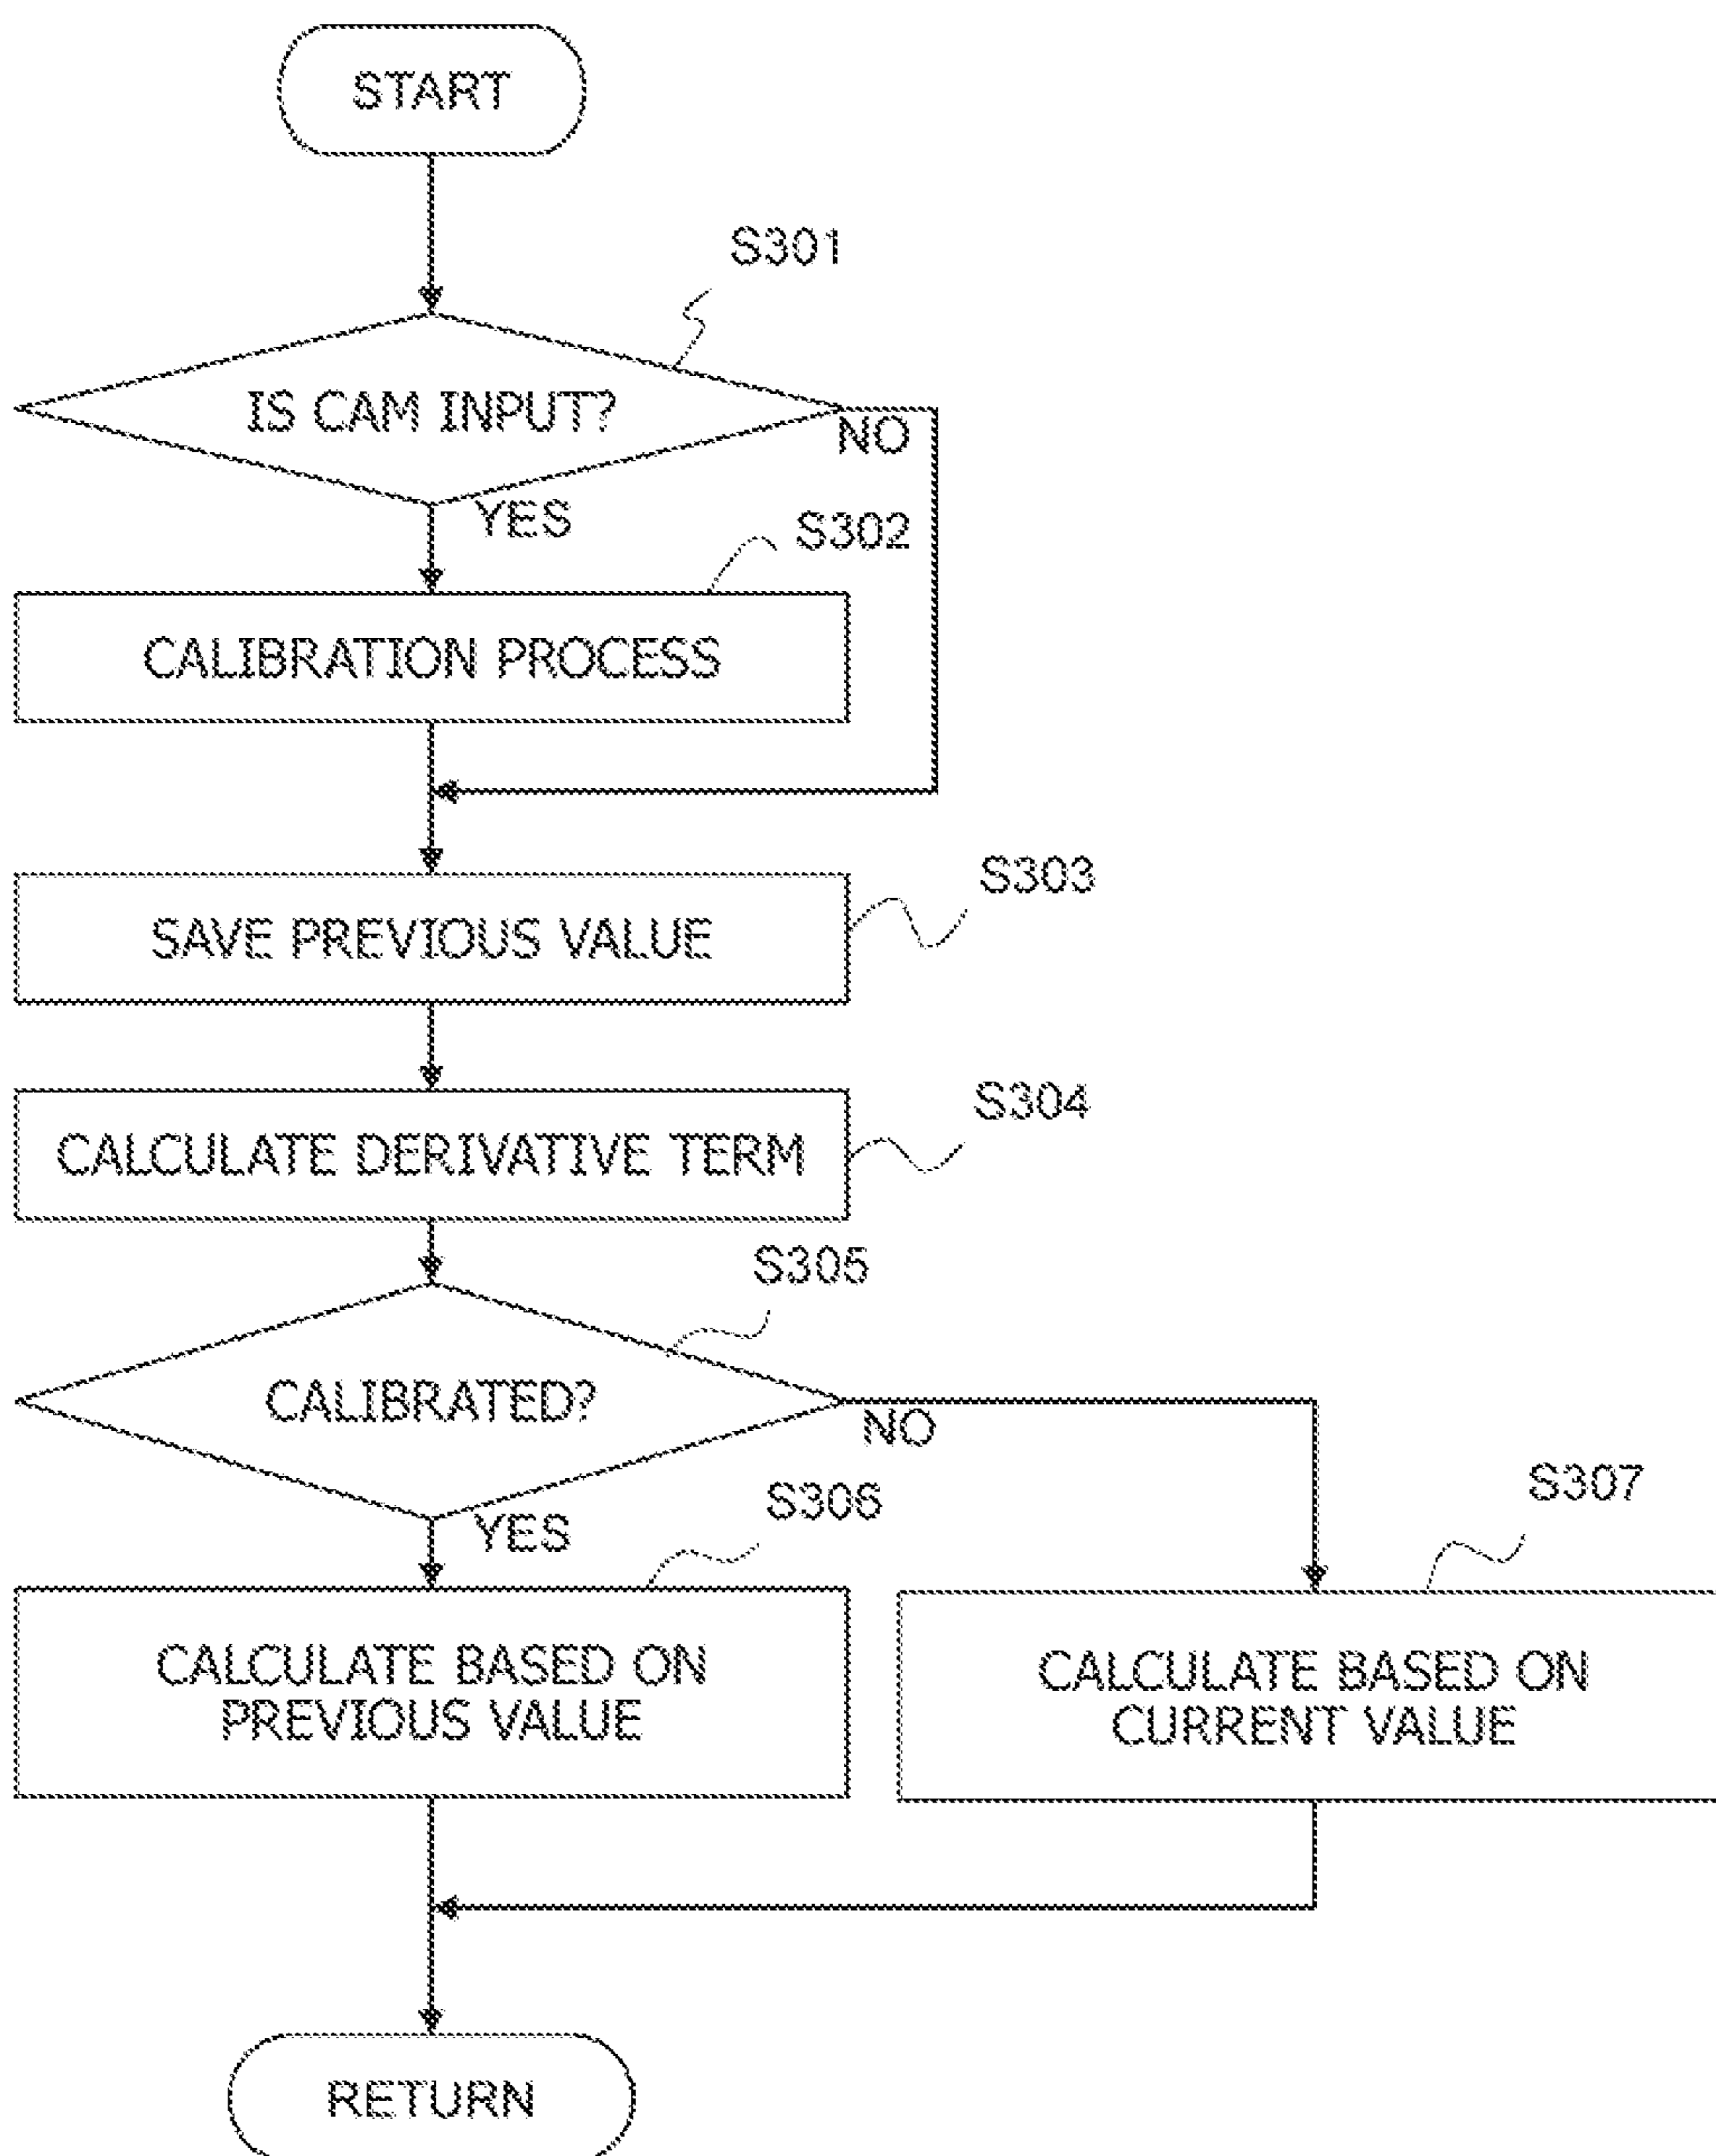 START
S301
IS CAM INPUT?
NO
YES
S302
CALIBRATION PROCESS
S303
SAVE PREVIOUS VALUE
S304
CALCULATE DERIVATIVE TERM
S305
CALIBRATED?
NO
YES
S306
S307
CALCULATE BASED ON
PREVIOUS VALUE
CALCULATE BASED ON
CURRENT VALUE
RETURN